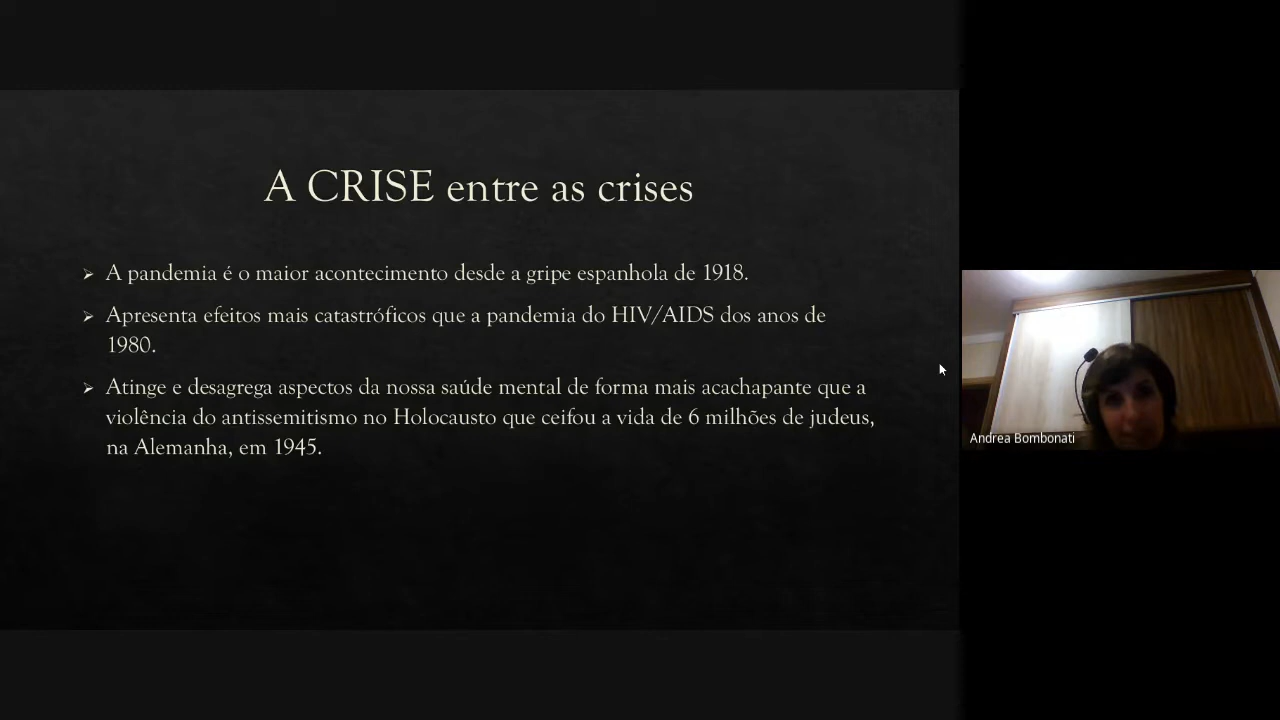 A CRISE entre as crises
A pandemia é o maior acontecimento desde a gripe espanhola de 1918.
Apresenta efeitos mais catastróficos que a pandemia do HIV/AIDS dos anos de
1980.
Atinge e desagrega aspectos da nossa saúde mental de forma mais acachapante que a
violência do antissemitismo no Holocausto que ceifou a vida de 6 milhões de judeus,
na Alemanha, em 1945.
Andrea Bombonati